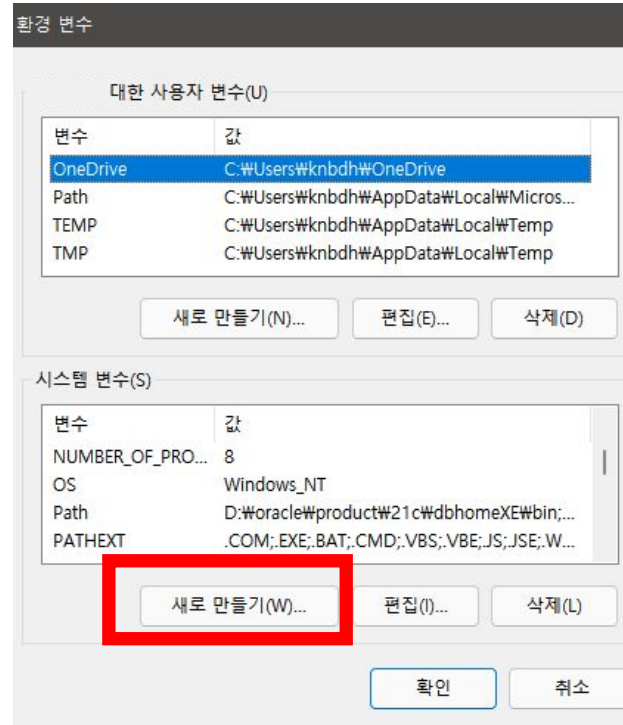 환경 변수
대한 사용자 변수(U)
변수 값
OneDrive C:₩Users₩knbdh₩OneDrive
Path C:₩Users₩knbdh₩AppData₩Local₩Micros...
TEMP C:₩Users₩knbdh₩AppData₩Local₩Temp
TMP C:₩Users₩knbdh₩AppData₩Local₩Temp
새로 만들기(N)... 편집(E)... 삭제(D)
시스템 변수(S)
변수 값
NUMBER_OF_PRO... 8
OS Windows_NT
Path D:₩oracle₩product₩21c₩dbhomeXE₩bin;...
PATHEXT .COM;.EXE;.BAT;.CMD;.VBS;.VBE;.JS;.JSE;.W...
새로 만들기(W)... 편집(I)... 삭제(L)
확인 취소